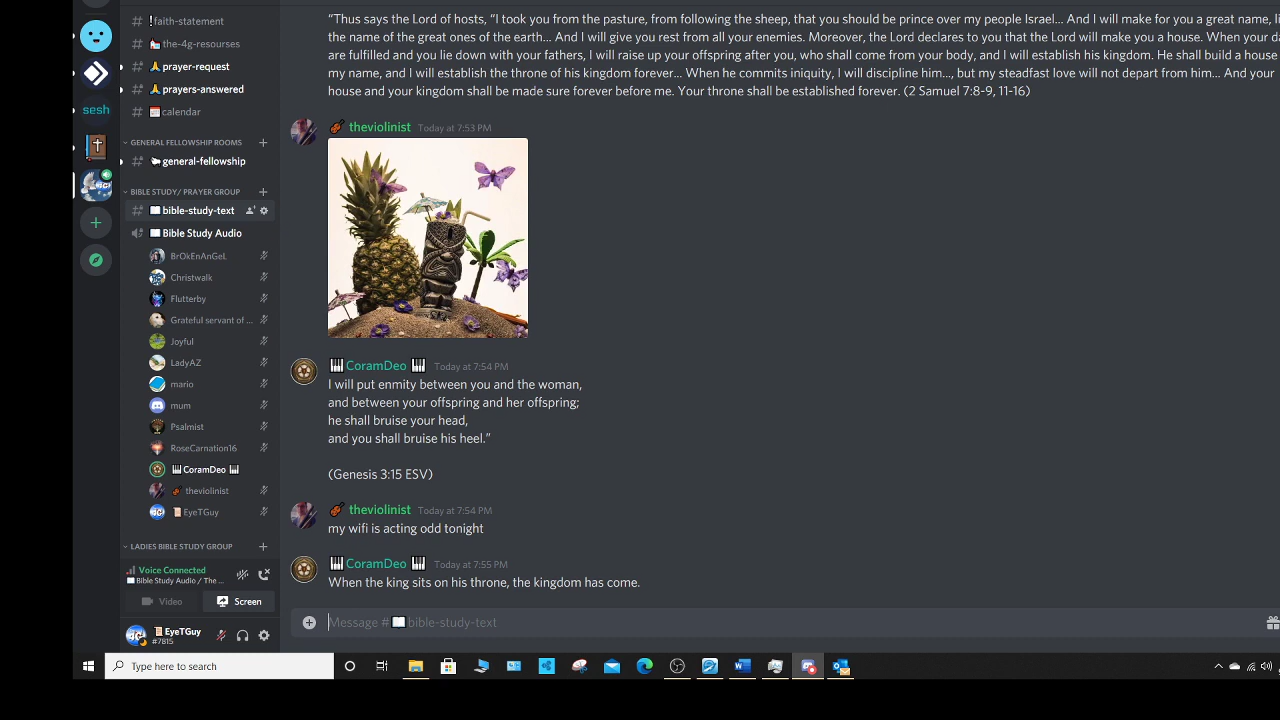 !faith-statement
the-4g-resourses
prayer-request
prayers-answered
calendar
GENERAL FELLOWSHIP ROOMS
general-fellowship
BIBLE STUDY/ PRAYER GROUP
bible-study-text
Bible Study Audio
BrOkEnAnGeL
Christwalk
Flutterby
Grateful servant of ...
Joyful
LadyAZ
mario
mum
Psalmist
RoseCarnation16
CoramDeo
theviolinist
EyeTGuy
LADIES BIBLE STUDY GROUP
Voice Connected
Bible Study Audio / The ...
Video Screen
EyeTGuy
#7815
sesh
“Thus says the Lord of hosts, “I took you from the pasture, from following the sheep, that you should be prince over my people Israel... And I will make for you a great name, li
the name of the great ones of the earth... And I will give you rest from all your enemies. Moreover, the Lord declares to you that the Lord will make you a house. When your da
are fulfilled and you lie down with your fathers, I will raise up your offspring after you, who shall come from your body, and I will establish his kingdom. He shall build a house
my name, and I will establish the throne of his kingdom forever... When he commits iniquity, I will discipline him..., but my steadfast love will not depart from him... And your
house and your kingdom shall be made sure forever before me. Your throne shall be established forever. (2 Samuel 7:8-9, 11-16)
theviolinist Today at 7:53 PM
CoramDeo Today at 7:54 PM
I will put enmity between you and the woman,
and between your offspring and her offspring;
he shall bruise your head,
and you shall bruise his heel.”
(Genesis 3:15 ESV)
theviolinist Today at 7:54 PM
my wifi is acting odd tonight
CoramDeo Today at 7:55 PM
When the king sits on his throne, the kingdom has come.
Message # bible-study-text
Type here to search